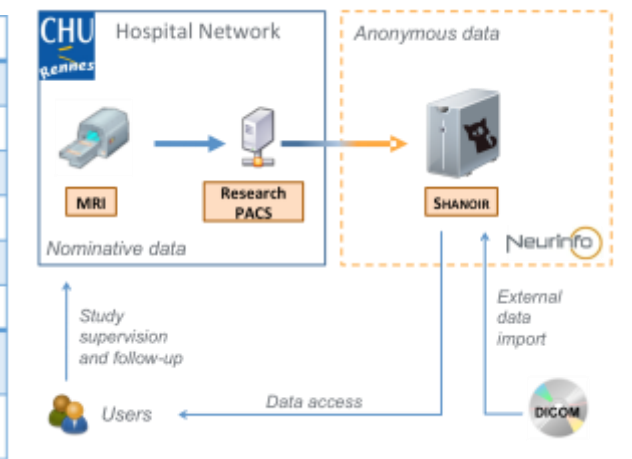 CHU
Rennes
Hospital Network
Anonymous data
MRI
Research
PACS
SHANOIR
Nominative data
Neurinfo
Study
supervision
and follow-up
External
data
import
Users
Data access
DICOM